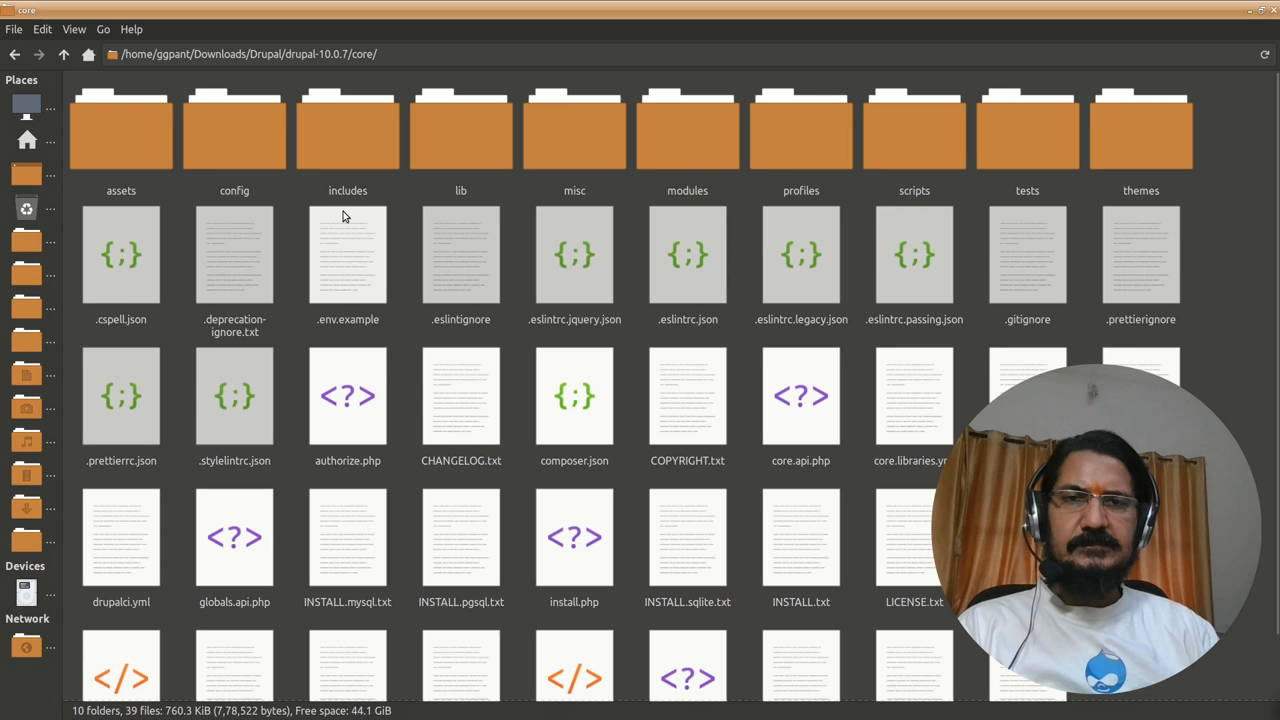 core
File Edit View Go Help
/home/ggpant/Downloads/Drupal/drupal-10.0.7/core/
Places
assets config includes lib misc modules profiles scripts tests themes
.cspell.json .deprecation-ignore.txt .env.example .eslintignore .eslintrc.jquery.json .eslintrc.json .eslintrc.legacy.json .eslintrc.passing.json .gitignore .prettierignore
.prettierrc.json .stylelintrc.json authorize.php CHANGELOG.txt composer.json COPYRIGHT.txt core.api.php core.libraries.
drupalci.yml globals.api.php INSTALL.mysql.txt INSTALL.pgsql.txt install.php INSTALL.sqlite.txt INSTALL.txt LICENSE.txt
Devices
Network
10 folders, 39 files: 760.3 KiB (7,78,522 bytes), Free space: 44.1 GiB